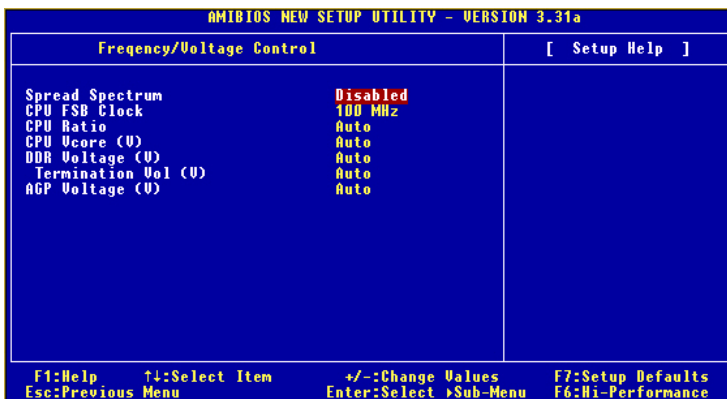 AMIBIOS NEW SETUP UTILITY - VERSION 3.31a
Freqency/Voltage Control
[ Setup Help ]
Spread Spectrum Disabled
CPU FSB Clock 100 MHz
CPU Ratio Auto
CPU Vcore (V) Auto
DDR Voltage (V) Auto
Termination Vol (V) Auto
AGP Voltage (V) Auto
F1:Help ↑↓:Select Item +/-:Change Values F7:Setup Defaults
Esc:Previous Menu Enter:Select ▸Sub-Menu F6:Hi-Performance